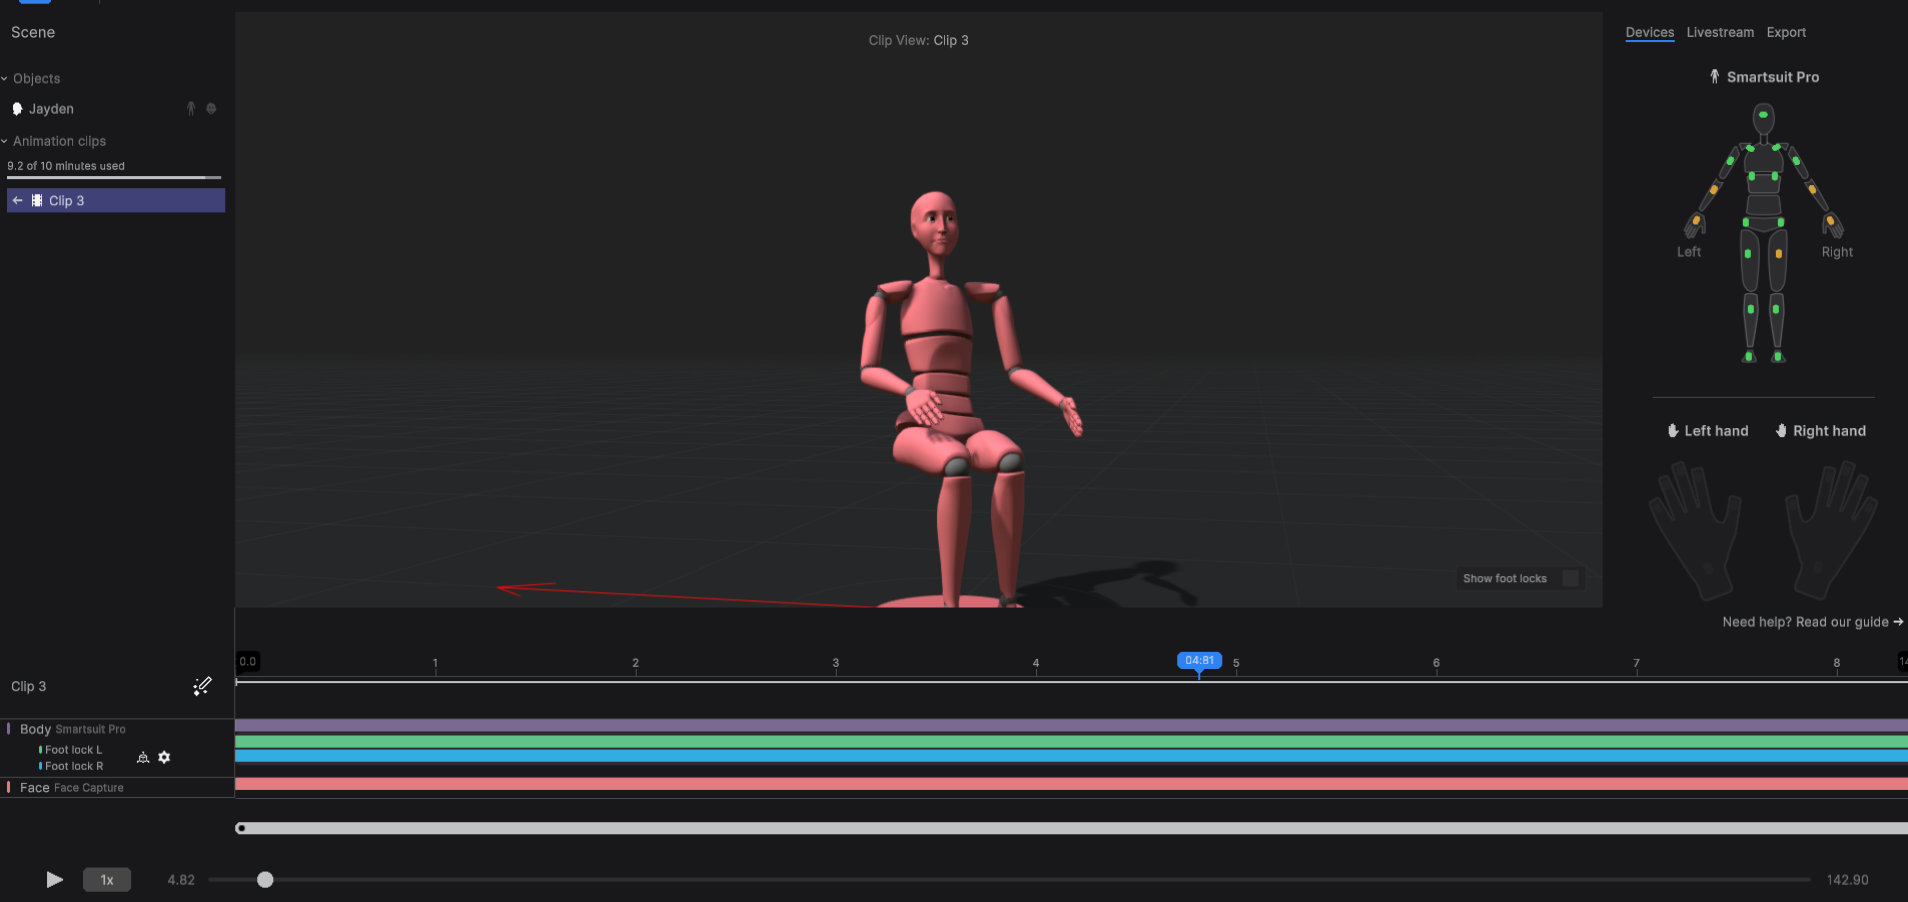 Scene
Objects
Jayden
Animation clips
9.2 of 10 minutes used
Clip 3
Clip View: Clip 3
Devices Livestream Export
Smartsuit Pro
Left Right
Left hand Right hand
Show foot locks
Need help? Read our guide →
0.0 1 2 3 4 04:81 5 6 7 8
Clip 3
Body Smartsuit Pro
Foot lock L
Foot lock R
Face Face Capture
1x 4.82 142.90